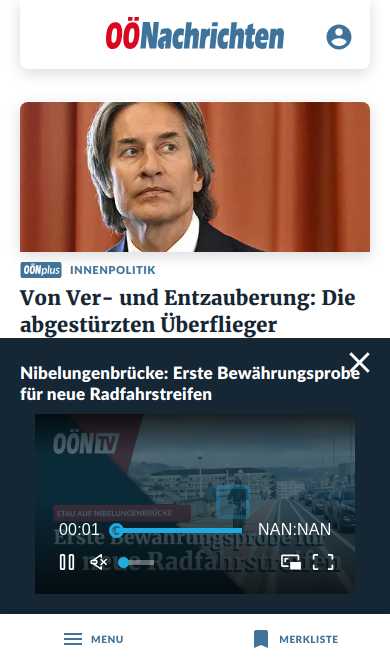 OÖNachrichten
OÖNplus INNENPOLITIK
Von Ver- und Entzauberung: Die
abgestürzten Überflieger
Nibelungenbrücke: Erste Bewährungsprobe
für neue Radfahrstreifen
OÖN TV
STAU AUF NIBELUNGENBRÜCKE
00:01 NAN:NAN
Erste Bewährungsprobe für
neue Radfahrstreifen
MENU MERKLISTE